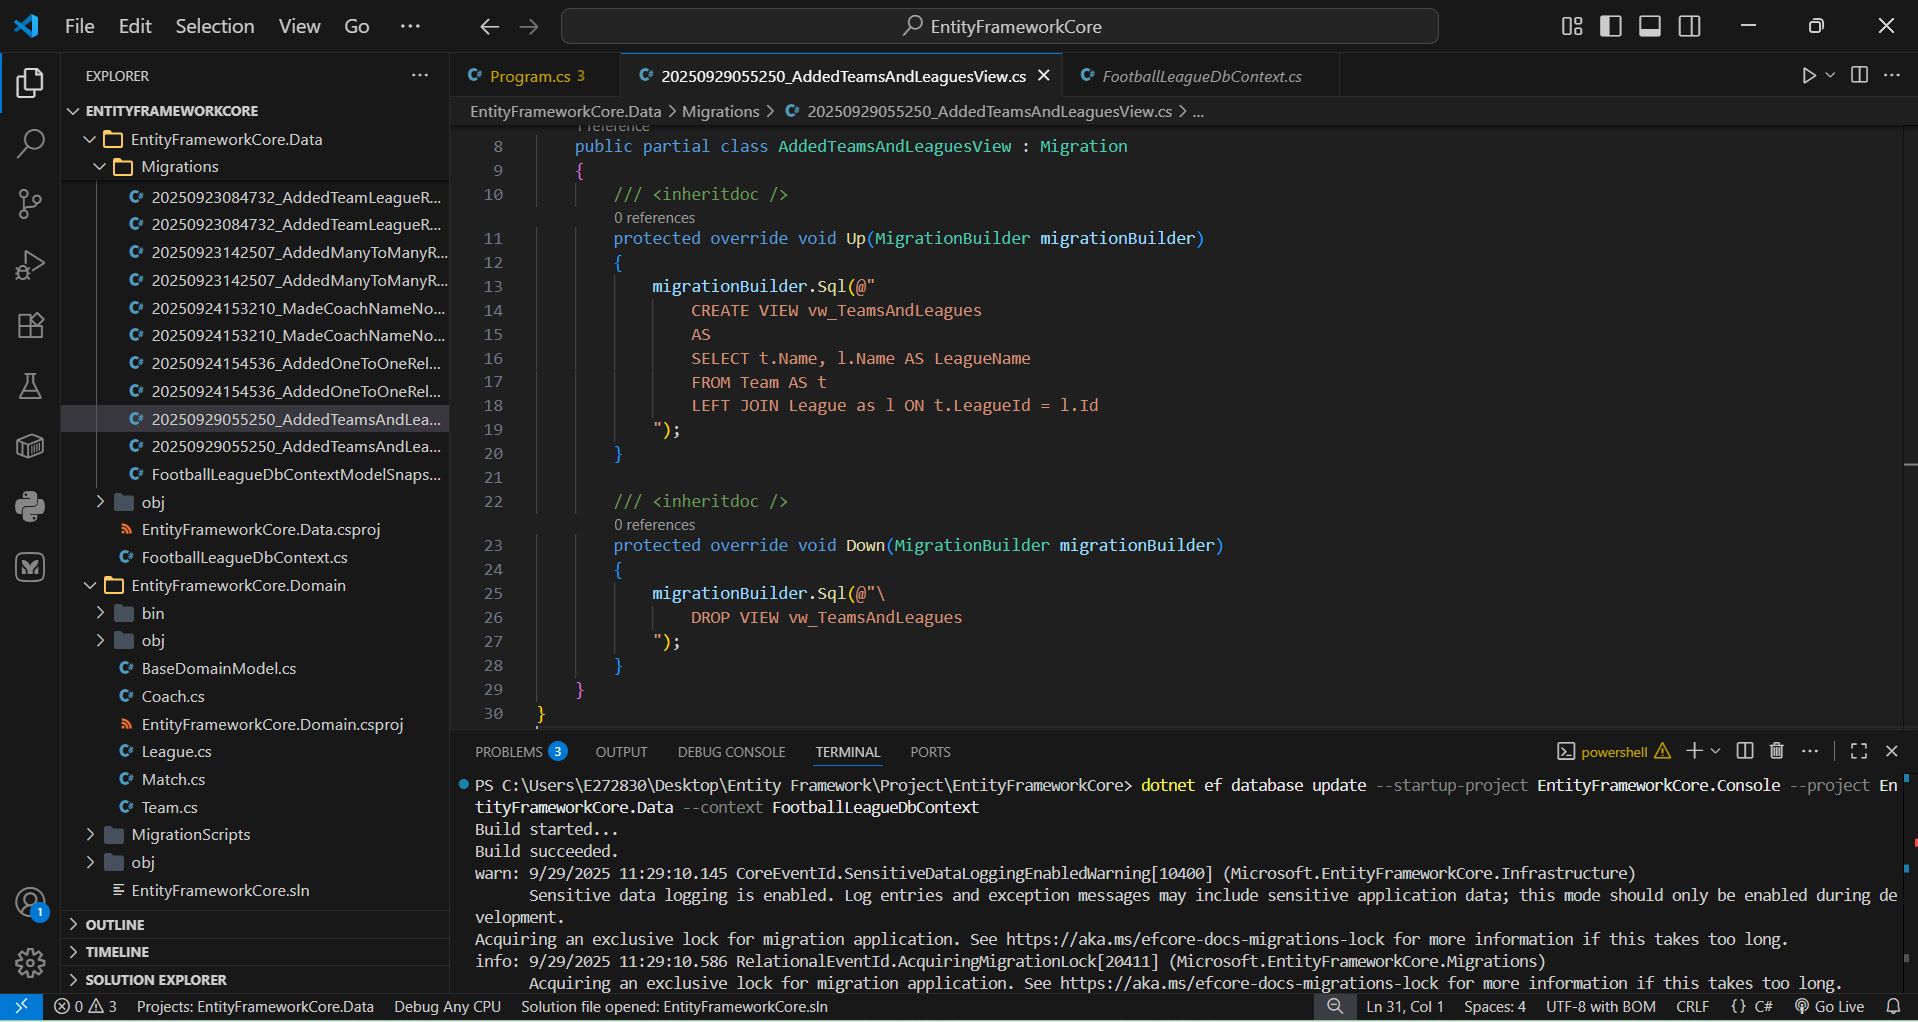 File Edit Selection View Go ··· EntityFrameworkCore
EXPLORER ···
ENTITYFRAMEWORKCORE
EntityFrameworkCore.Data
Migrations
20250923084732_AddedTeamLeagueR...
20250923084732_AddedTeamLeagueR...
20250923142507_AddedManyToManyR...
20250923142507_AddedManyToManyR...
20250924153210_MadeCoachNameNo...
20250924153210_MadeCoachNameNo...
20250924154536_AddedOneToOneRel...
20250924154536_AddedOneToOneRel...
20250929055250_AddedTeamsAndLea...
20250929055250_AddedTeamsAndLea...
FootballLeagueDbContextModelSnaps...
obj
EntityFrameworkCore.Data.csproj
FootballLeagueDbContext.cs
EntityFrameworkCore.Domain
bin
obj
BaseDomainModel.cs
Coach.cs
EntityFrameworkCore.Domain.csproj
League.cs
Match.cs
Team.cs
MigrationScripts
obj
EntityFrameworkCore.sln
OUTLINE
TIMELINE
SOLUTION EXPLORER
1
Program.cs 3 20250929055250_AddedTeamsAndLeaguesView.cs FootballLeagueDbContext.cs
EntityFrameworkCore.Data > Migrations > 20250929055250_AddedTeamsAndLeaguesView.cs > ...
1 reference
8 public partial class AddedTeamsAndLeaguesView : Migration
9 {
10 /// <inheritdoc />
0 references
11 protected override void Up(MigrationBuilder migrationBuilder)
12 {
13 migrationBuilder.Sql(@"
14 CREATE VIEW vw_TeamsAndLeagues
15 AS
16 SELECT t.Name, l.Name AS LeagueName
17 FROM Team AS t
18 LEFT JOIN League as l ON t.LeagueId = l.Id
19 ");
20 }
21
22 /// <inheritdoc />
0 references
23 protected override void Down(MigrationBuilder migrationBuilder)
24 {
25 migrationBuilder.Sql(@"\
26 DROP VIEW vw_TeamsAndLeagues
27 ");
28 }
29 }
30 }
PROBLEMS 3 OUTPUT DEBUG CONSOLE TERMINAL PORTS powershell
PS C:\Users\E272830\Desktop\Entity Framework\Project\EntityFrameworkCore> dotnet ef database update --startup-project EntityFrameworkCore.Console --project En
tityFrameworkCore.Data --context FootballLeagueDbContext
Build started...
Build succeeded.
warn: 9/29/2025 11:29:10.145 CoreEventId.SensitiveDataLoggingEnabledWarning[10400] (Microsoft.EntityFrameworkCore.Infrastructure)
Sensitive data logging is enabled. Log entries and exception messages may include sensitive application data; this mode should only be enabled during de
velopment.
Acquiring an exclusive lock for migration application. See https://aka.ms/efcore-docs-migrations-lock for more information if this takes too long.
info: 9/29/2025 11:29:10.586 RelationalEventId.AcquiringMigrationLock[20411] (Microsoft.EntityFrameworkCore.Migrations)
Acquiring an exclusive lock for migration application. See https://aka.ms/efcore-docs-migrations-lock for more information if this takes too long.
0 3 Projects: EntityFrameworkCore.Data Debug Any CPU Solution file opened: EntityFrameworkCore.sln Ln 31, Col 1 Spaces: 4 UTF-8 with BOM CRLF {} C# Go Live